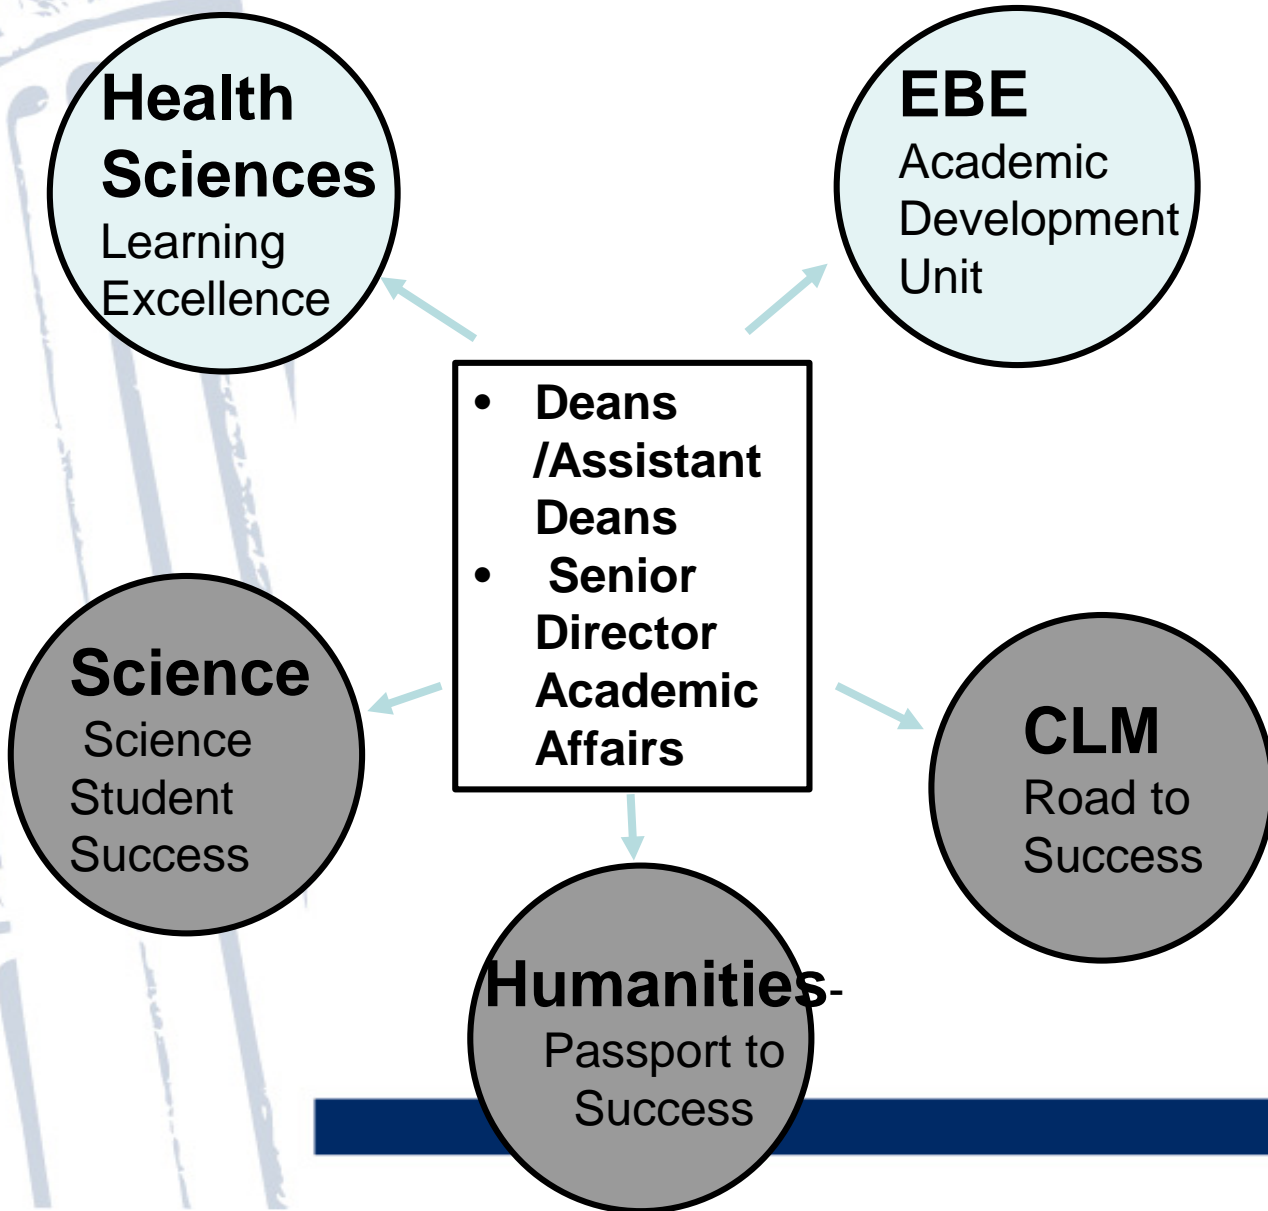 Health
Sciences
Learning
Excellence
EBE
Academic
Development
Unit
• Deans
/Assistant
Deans
• Senior
Director
Academic
Affairs
Science
Science
Student
Success
CLM
Road to
Success
Humanities-
Passport to
Success